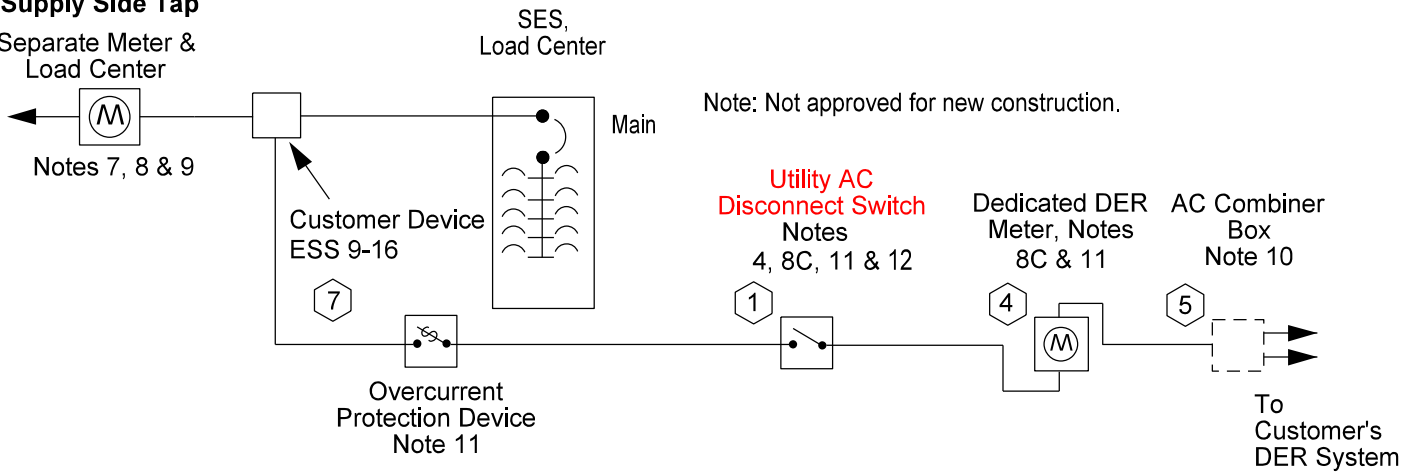 Supply Side Tap
Separate Meter &
Load Center
M
Notes 7, 8 & 9
SES,
Load Center
Main
Note: Not approved for new construction.
Customer Device
ESS 9-16
7
Overcurrent
Protection Device
Note 11
Utility AC
Disconnect Switch
Notes
4, 8C, 11 & 12
1
Dedicated DER
Meter, Notes
8C & 11
4
M
AC Combiner
Box
Note 10
5
To
Customer's
DER System